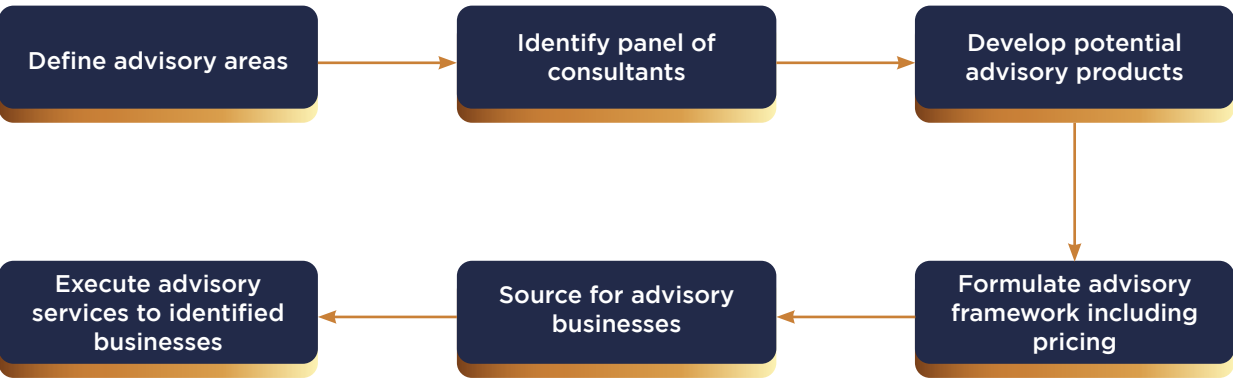 Define advisory areas
Identify panel of
consultants
Develop potential
advisory products
Formulate advisory
framework including
pricing
Source for advisory
businesses
Execute advisory
services to identified
businesses